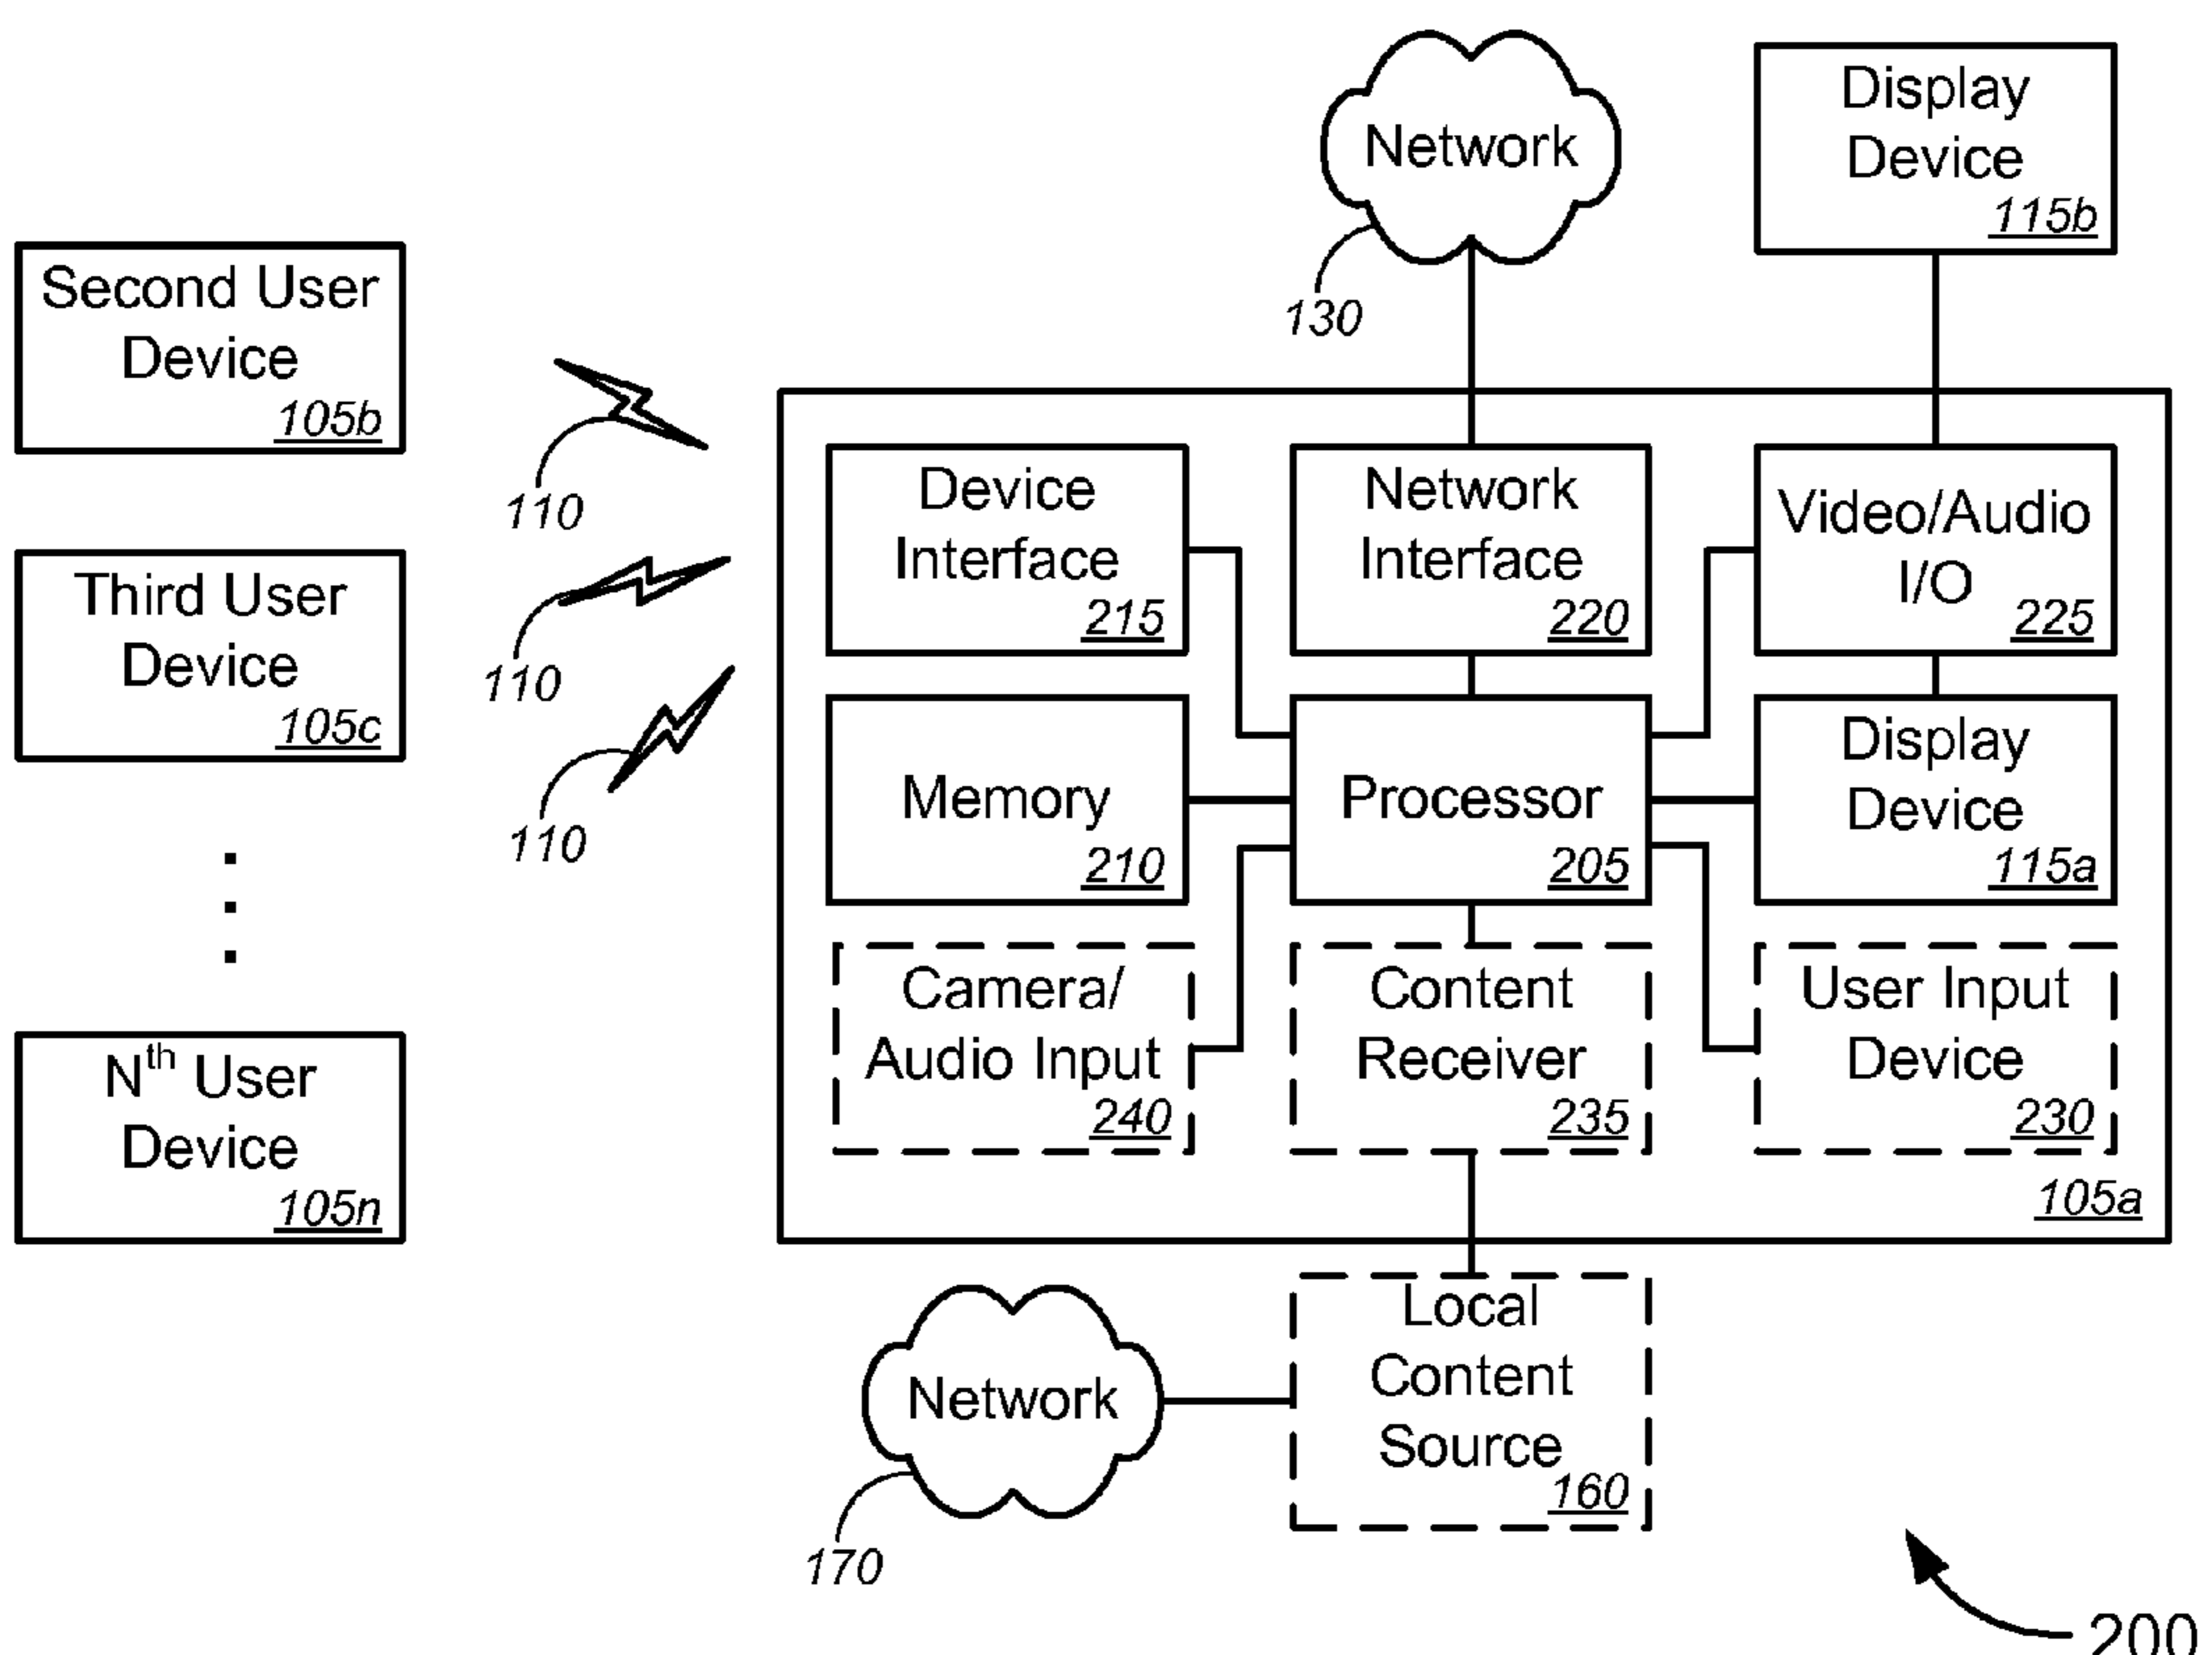 Network
130
Display
Device
115b
Second User
Device
105b
110
Third User
Device
105c
110
110
Nth User
Device
105n
Device
Interface
215
Network
Interface
220
Video/Audio
I/O
225
Memory
210
Processor
205
Display
Device
115a
Camera/
Audio Input
240
Content
Receiver
235
User Input
Device
230
105a
Network
170
Local
Content
Source
160
200